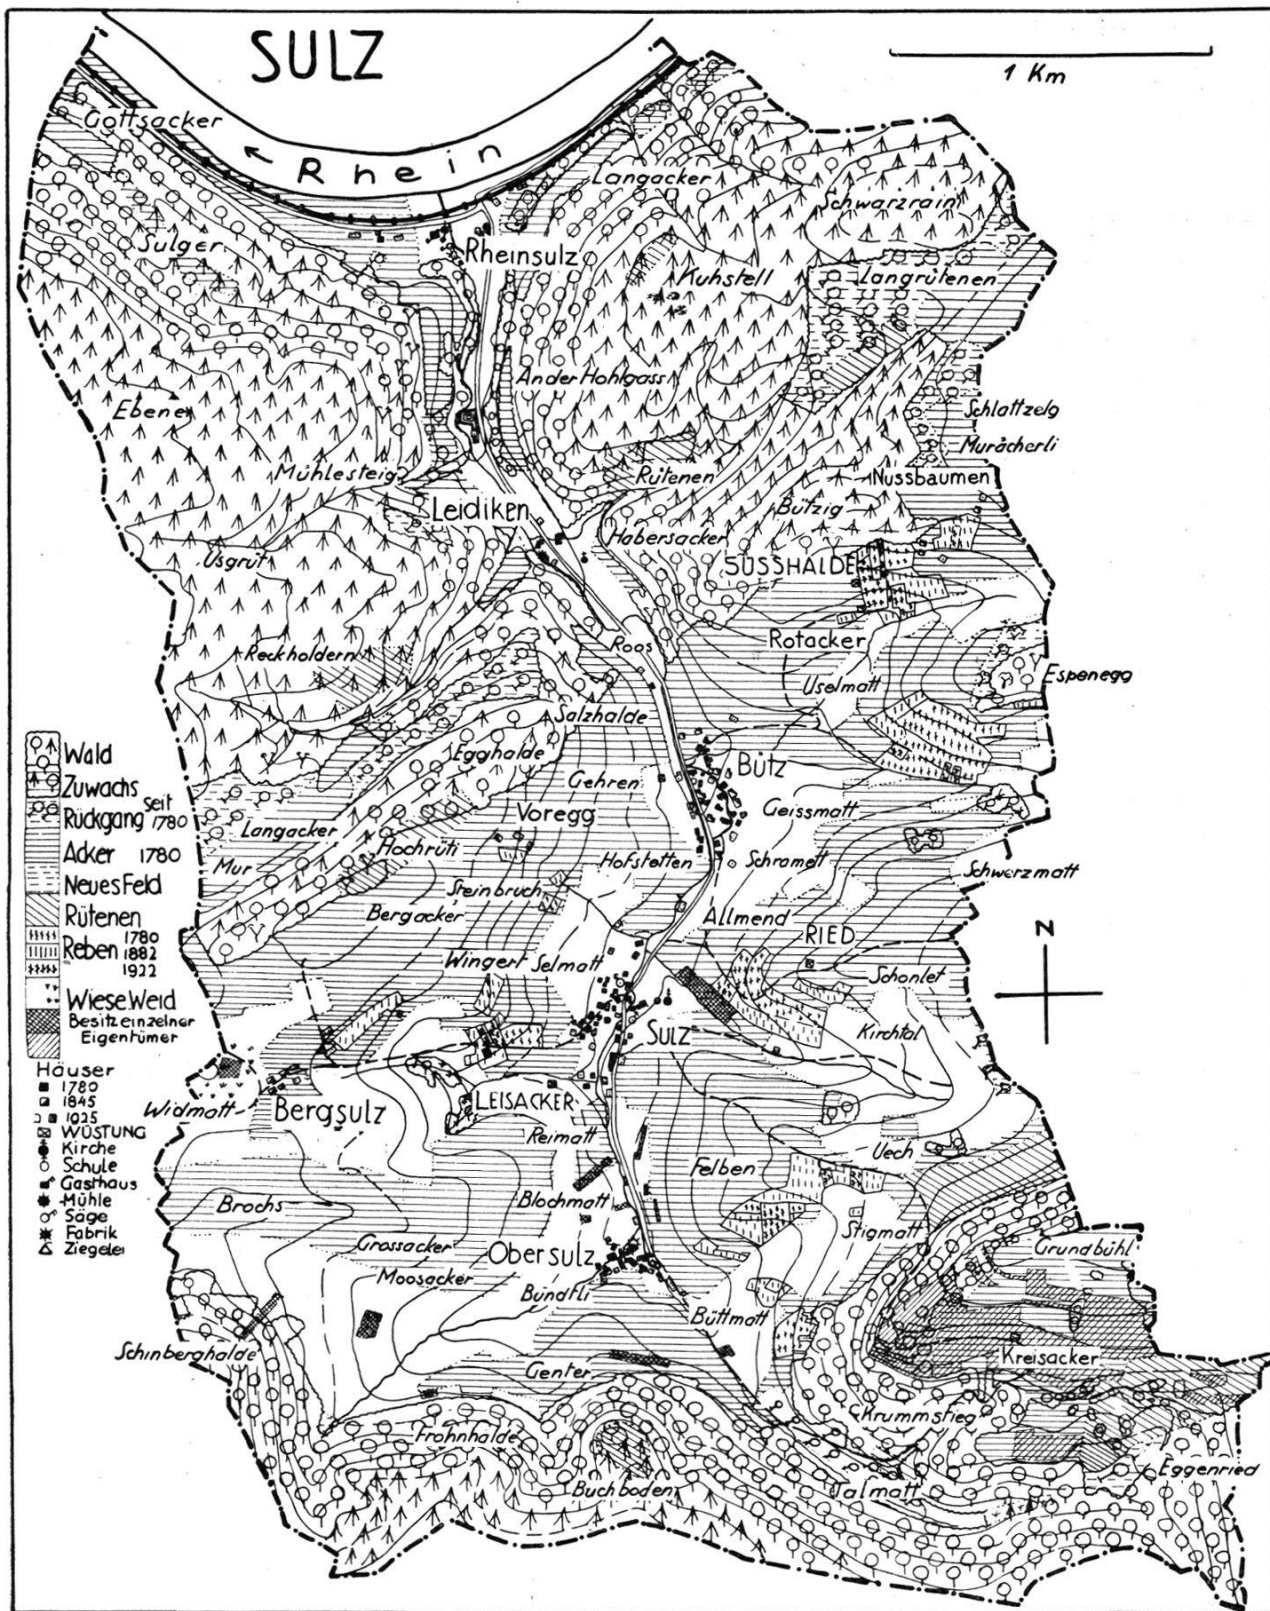 SULZ
1 Km
Gottsacker
← Rhein
Langacker
Schwarzrain
Sulger
Rheinsulz
Kuhstell
Langrütenen
An der Hohlgass
Ebene
Schlattzelg
Murächerli
Mühlesteig
Rütenen
Nussbaumen
Leidiken
Bützig
Habersacker
Usgrüt
SÜSSHALDE
Roos
Rotacker
Reckholdern
Uselmatt
Espenegg
Salzhalde
Egghalde
Gehren
Bütz
Voregg
Geissmatt
Langacker
Hochrüti
Hofstetten
Schramett
Mur
Schwerzmatt
Steinbruch
Bergacker
Allmend
RIED
Wingert
Selmatt
Schonlet
N
SULZ
Kirchtal
Widmatt
Bergsulz
LEISACKER
Reimatt
Uech
Felben
Brochs
Blochmatt
Stigmatt
Grossacker
Obersulz
Grundbühl
Moosacker
Bündtli
Büttmatt
Schinberghalde
Genter
Kreisacker
Krummstieg
Frohnhalde
Buchboden
Talmatt
Eggenried
Wald
Zuwachs
Rückgang seit 1780
Acker 1780
Neues Feld
Rütenen
Reben 1780
1882
1922
Wiese. Weid
Besitz einzelner
Eigentümer
Häuser
1780
1845
1925
WÜSTUNG
Kirche
Schule
Gasthaus
Mühle
Säge
Fabrik
Ziegelei